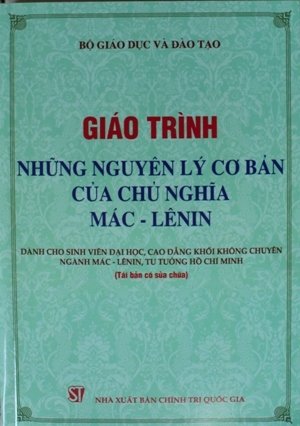 BỘ GIÁO DỤC VÀ ĐÀO TẠO
GIÁO TRÌNH
NHỮNG NGUYÊN LÝ CƠ BẢN
CỦA CHỦ NGHĨA
MÁC - LÊNIN
DÀNH CHO SINH VIÊN ĐẠI HỌC, CAO ĐẲNG KHỐI KHÔNG CHUYÊN
NGÀNH MÁC - LÊNIN, TƯ TƯỞNG HỒ CHÍ MINH
(Tái bản có sửa chữa)
ST
NHÀ XUẤT BẢN CHÍNH TRỊ QUỐC GIA